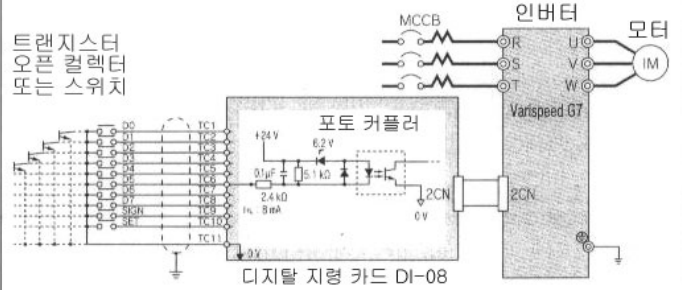 트랜지스터
오픈 컬렉터
또는 스위치
MCCB
인버터
모터
R
S
T
U
V
W
IM
Varispeed G7
D0
D1
D2
D3
D4
D5
D6
D7
SIGN
SET
TC1
TC2
TC3
TC4
TC5
TC6
TC7
TC8
TC9
TC10
TC11
포토 커플러
+24 V
6.2 V
0.1μF
5.1 kΩ
2.4 kΩ
8 mA
0 V
0 V
2CN
2CN
디지탈 지령 카드 DI-08